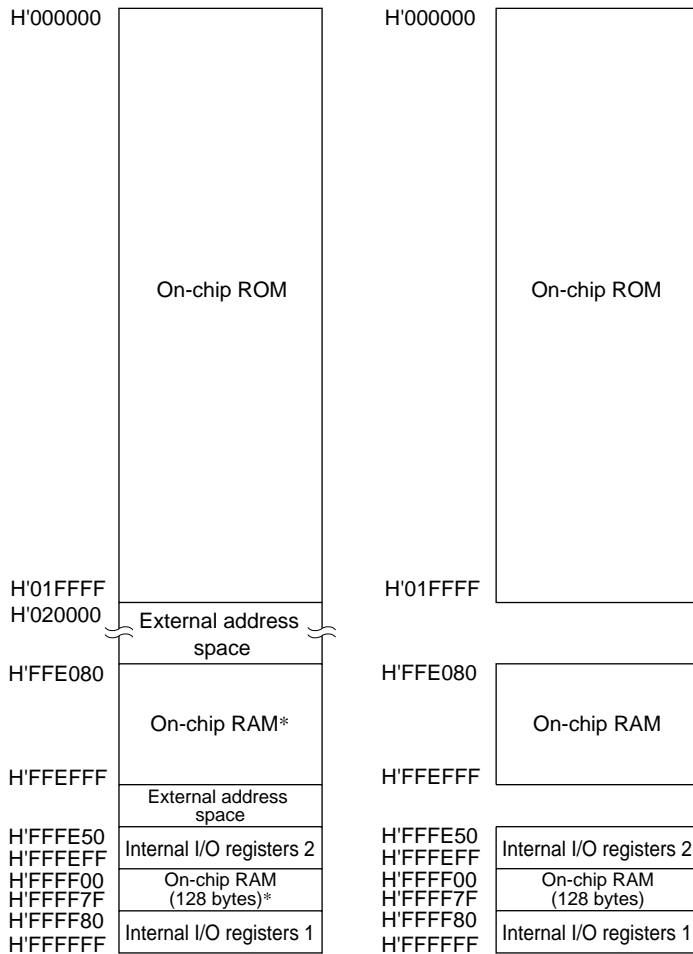 H'000000
On-chip ROM
H'01FFFF
H'020000
External address
space
H'FFE080
On-chip RAM*
H'FFEFFF
External address
space
H'FFFE50
Internal I/O registers 2
H'FFFEFF
H'FFFF00
On-chip RAM
(128 bytes)*
H'FFFF7F
H'FFFF80
Internal I/O registers 1
H'FFFFFF
H'000000
On-chip ROM
H'01FFFF
H'FFE080
On-chip RAM
H'FFEFFF
H'FFFE50
Internal I/O registers 2
H'FFFEFF
H'FFFF00
On-chip RAM
(128 bytes)
H'FFFF7F
H'FFFF80
Internal I/O registers 1
H'FFFFFF